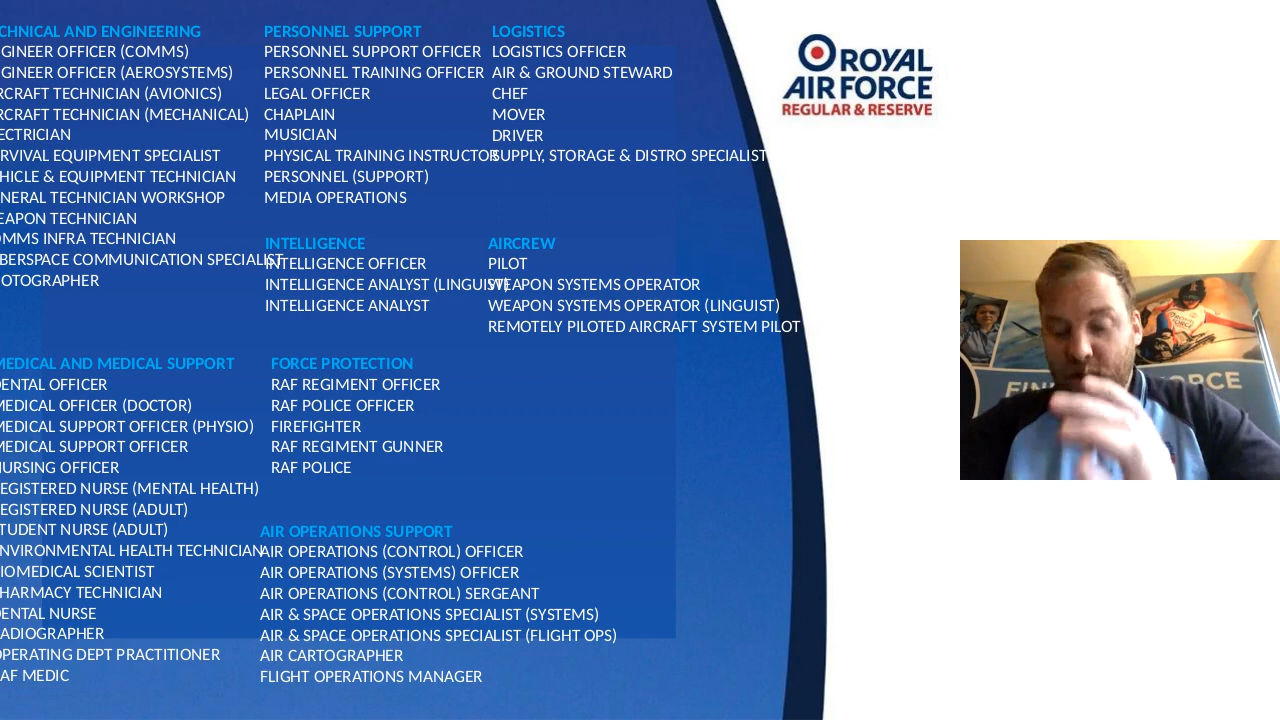 CHNICAL AND ENGINEERING
GINEER OFFICER (COMMS)
GINEER OFFICER (AEROSYSTEMS)
RCRAFT TECHNICIAN (AVIONICS)
RCRAFT TECHNICIAN (MECHANICAL)
ECTRICIAN
RVIVAL EQUIPMENT SPECIALIST
HICLE & EQUIPMENT TECHNICIAN
NERAL TECHNICIAN WORKSHOP
EAPON TECHNICIAN
OMMS INFRA TECHNICIAN
BERSPACE COMMUNICATION SPECIALIST
OTOGRAPHER
PERSONNEL SUPPORT
PERSONNEL SUPPORT OFFICER
PERSONNEL TRAINING OFFICER
LEGAL OFFICER
CHAPLAIN
MUSICIAN
PHYSICAL TRAINING INSTRUCTOR
PERSONNEL (SUPPORT)
MEDIA OPERATIONS
LOGISTICS
LOGISTICS OFFICER
AIR & GROUND STEWARD
CHEF
MOVER
DRIVER
SUPPLY, STORAGE & DISTRO SPECIALIST
INTELLIGENCE
INTELLIGENCE OFFICER
INTELLIGENCE ANALYST (LINGUIST)
INTELLIGENCE ANALYST
AIRCREW
PILOT
WEAPON SYSTEMS OPERATOR
WEAPON SYSTEMS OPERATOR (LINGUIST)
REMOTELY PILOTED AIRCRAFT SYSTEM PILOT
MEDICAL AND MEDICAL SUPPORT
DENTAL OFFICER
MEDICAL OFFICER (DOCTOR)
MEDICAL SUPPORT OFFICER (PHYSIO)
MEDICAL SUPPORT OFFICER
NURSING OFFICER
EGISTERED NURSE (MENTAL HEALTH)
EGISTERED NURSE (ADULT)
TUDENT NURSE (ADULT)
NVIRONMENTAL HEALTH TECHNICIAN
IOMEDICAL SCIENTIST
HARMACY TECHNICIAN
DENTAL NURSE
ADIOGRAPHER
OPERATING DEPT PRACTITIONER
AF MEDIC
FORCE PROTECTION
RAF REGIMENT OFFICER
RAF POLICE OFFICER
FIREFIGHTER
RAF REGIMENT GUNNER
RAF POLICE
AIR OPERATIONS SUPPORT
AIR OPERATIONS (CONTROL) OFFICER
AIR OPERATIONS (SYSTEMS) OFFICER
AIR OPERATIONS (CONTROL) SERGEANT
AIR & SPACE OPERATIONS SPECIALIST (SYSTEMS)
AIR & SPACE OPERATIONS SPECIALIST (FLIGHT OPS)
AIR CARTOGRAPHER
FLIGHT OPERATIONS MANAGER
ROYAL
AIR FORCE
REGULAR & RESERVE